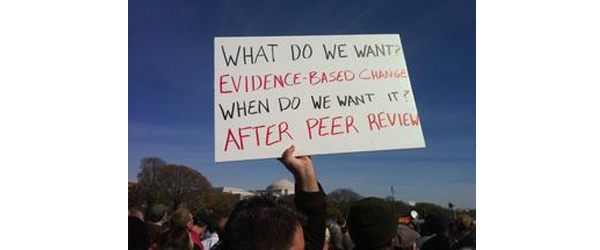 WHAT DO WE WANT?
EVIDENCE-BASED CHANGE
WHEN DO WE WANT IT?
AFTER PEER REVIEW